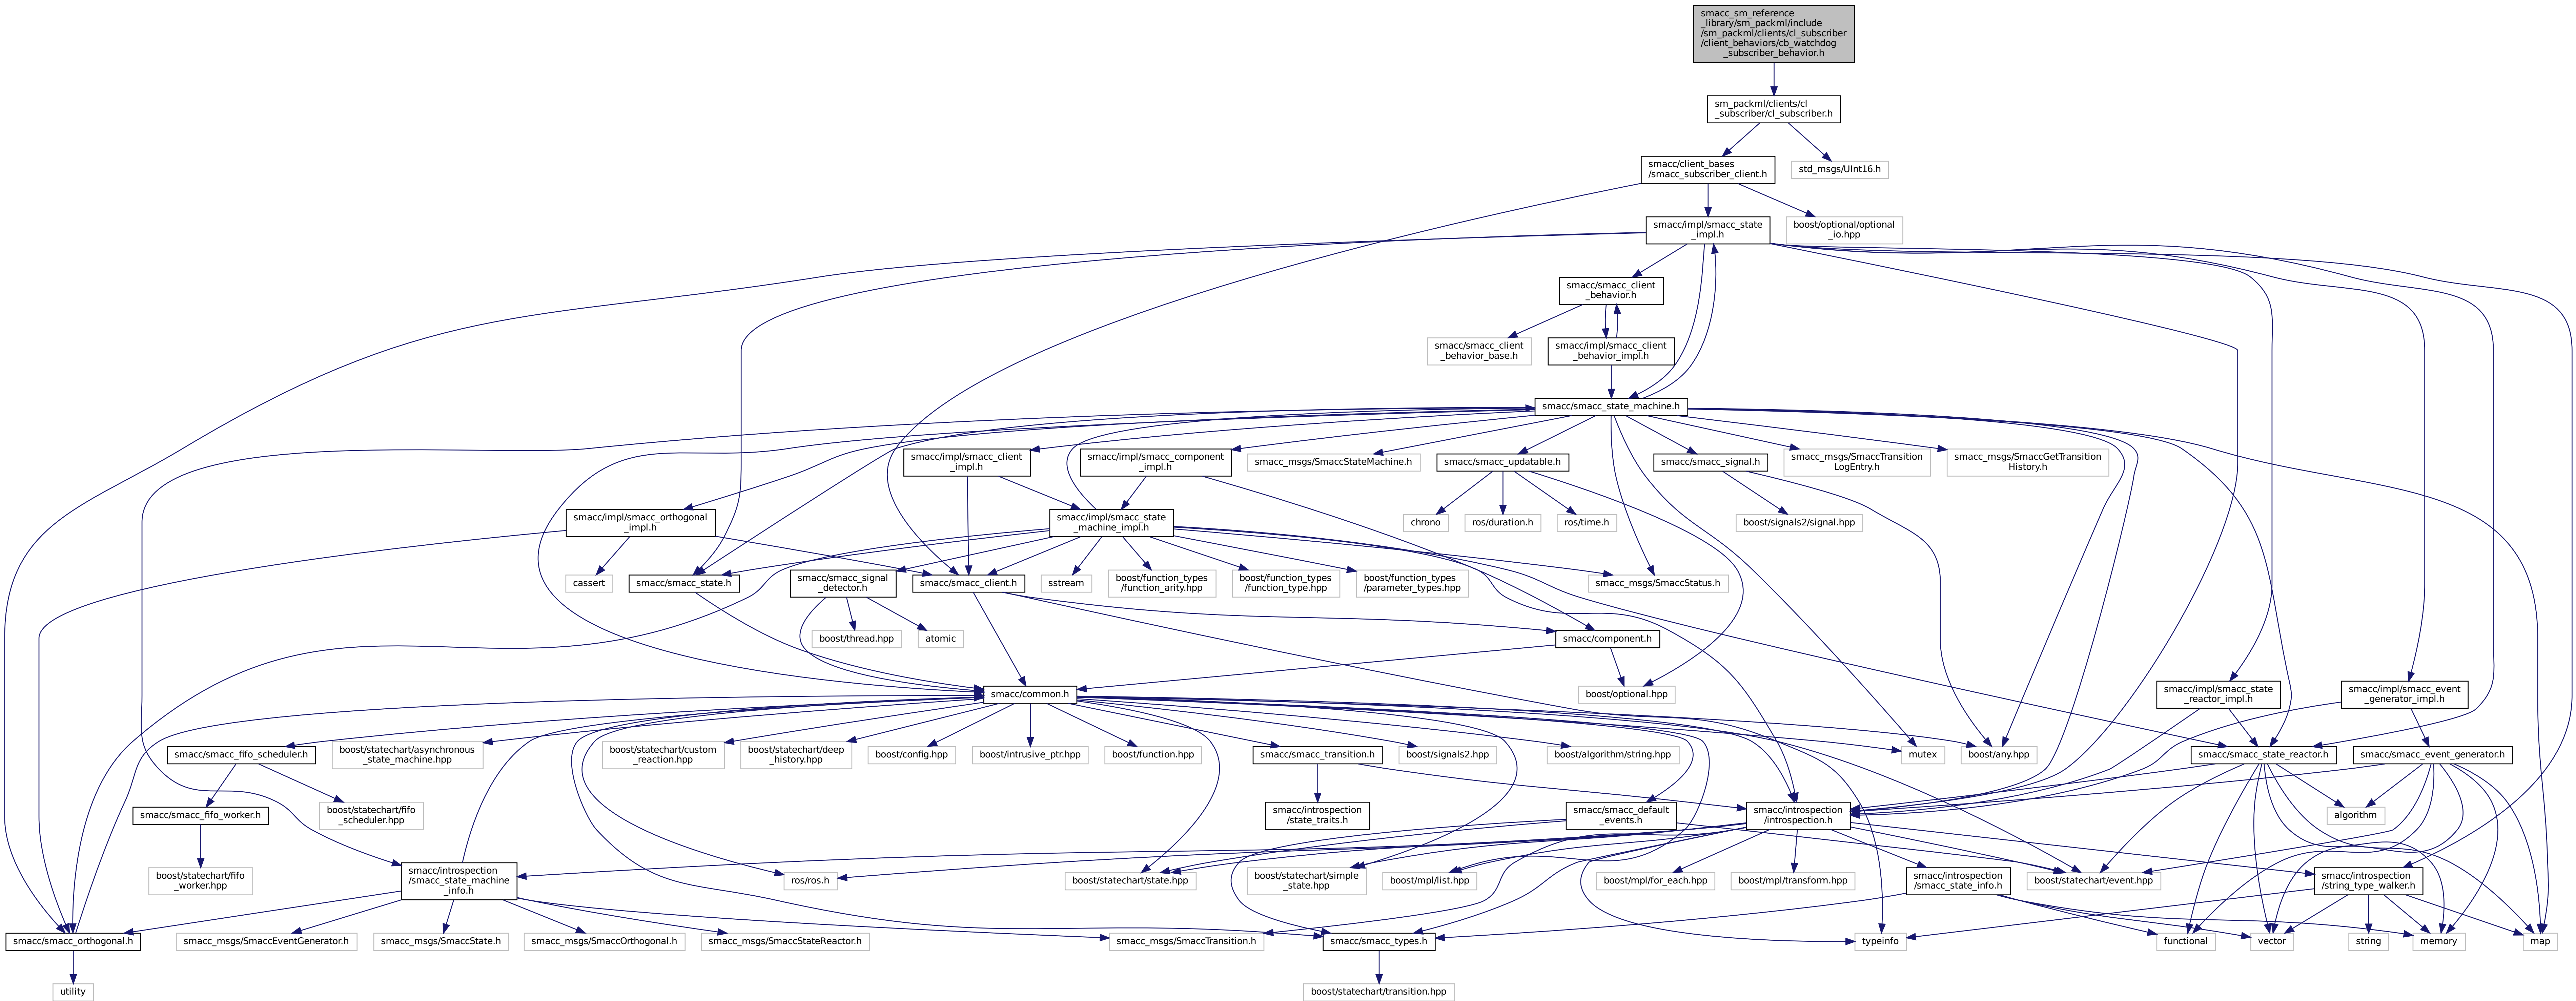 smacc_sm_reference
_library/sm_packml/include
/sm_packml/clients/cl_subscriber
/client_behaviors/cb_watchdog
_subscriber_behavior.h
sm_packml/clients/cl
_subscriber/cl_subscriber.h
smacc/client_bases
/smacc_subscriber_client.h
std_msgs/UInt16.h
smacc/impl/smacc_state
_impl.h
boost/optional/optional
_io.hpp
smacc/smacc_client
_behavior.h
smacc/smacc_client
_behavior_base.h
smacc/impl/smacc_client
_behavior_impl.h
smacc/smacc_state_machine.h
smacc/impl/smacc_client
_impl.h
smacc/impl/smacc_component
_impl.h
smacc_msgs/SmaccStateMachine.h
smacc/smacc_updatable.h
smacc/smacc_signal.h
smacc_msgs/SmaccTransition
LogEntry.h
smacc_msgs/SmaccGetTransition
History.h
smacc/impl/smacc_orthogonal
_impl.h
smacc/impl/smacc_state
_machine_impl.h
chrono
ros/duration.h
ros/time.h
boost/signals2/signal.hpp
cassert
smacc/smacc_state.h
smacc/smacc_signal
_detector.h
smacc/smacc_client.h
sstream
boost/function_types
/function_arity.hpp
boost/function_types
/function_type.hpp
boost/function_types
/parameter_types.hpp
smacc_msgs/SmaccStatus.h
boost/thread.hpp
atomic
smacc/component.h
smacc/common.h
boost/optional.hpp
smacc/impl/smacc_state
_reactor_impl.h
smacc/impl/smacc_event
_generator_impl.h
smacc/smacc_fifo_scheduler.h
boost/statechart/asynchronous
_state_machine.hpp
boost/statechart/custom
_reaction.hpp
boost/statechart/deep
_history.hpp
boost/config.hpp
boost/intrusive_ptr.hpp
boost/function.hpp
smacc/smacc_transition.h
boost/signals2.hpp
boost/algorithm/string.hpp
mutex
boost/any.hpp
smacc/smacc_state_reactor.h
smacc/smacc_event_generator.h
smacc/smacc_fifo_worker.h
boost/statechart/fifo
_scheduler.hpp
smacc/introspection
/state_traits.h
smacc/smacc_default
_events.h
smacc/introspection
/introspection.h
algorithm
boost/statechart/fifo
_worker.hpp
smacc/introspection
/smacc_state_machine
_info.h
ros/ros.h
boost/statechart/state.hpp
boost/statechart/simple
_state.hpp
boost/mpl/list.hpp
boost/mpl/for_each.hpp
boost/mpl/transform.hpp
smacc/introspection
/smacc_state_info.h
boost/statechart/event.hpp
smacc/introspection
/string_type_walker.h
smacc/smacc_orthogonal.h
smacc_msgs/SmaccEventGenerator.h
smacc_msgs/SmaccState.h
smacc_msgs/SmaccOrthogonal.h
smacc_msgs/SmaccStateReactor.h
smacc_msgs/SmaccTransition.h
smacc/smacc_types.h
typeinfo
functional
vector
string
memory
map
utility
boost/statechart/transition.hpp